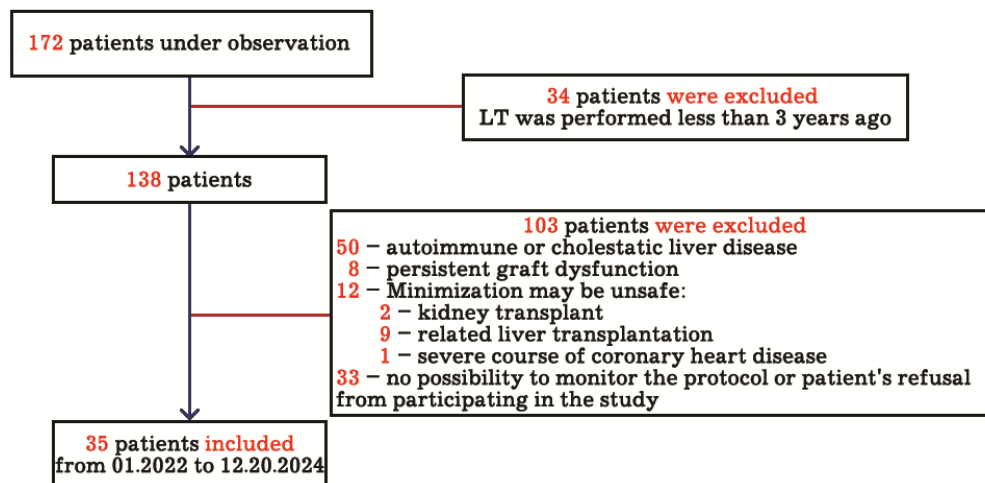 172 patients under observation
34 patients were excluded
LT was performed less than 3 years ago
138 patients
103 patients were excluded
50 – autoimmune or cholestatic liver disease
8 – persistent graft dysfunction
12 – Minimization may be unsafe:
2 – kidney transplant
9 – related liver transplantation
1 – severe course of coronary heart disease
33 – no possibility to monitor the protocol or patient's refusal
from participating in the study
35 patients included
from 01.2022 to 12.20.2024